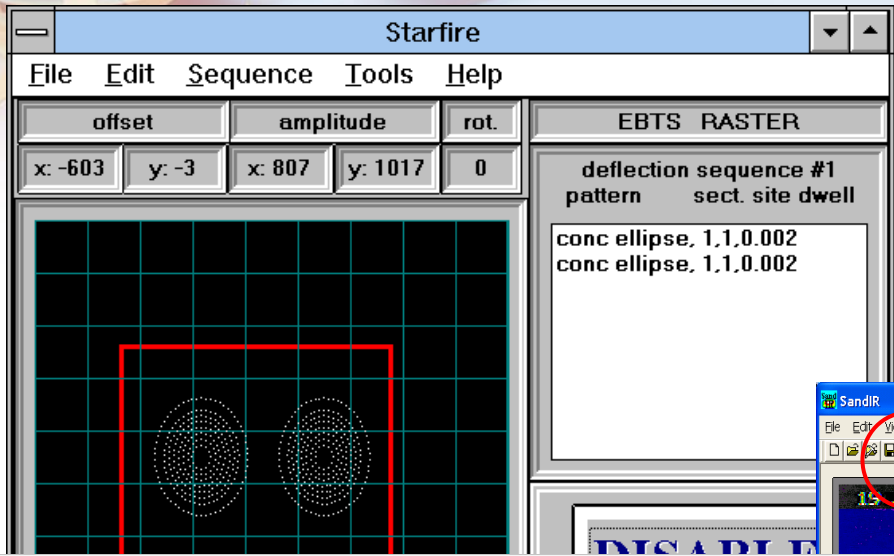 Starfire
File Edit Sequence Tools Help
offset amplitude rot.
x: -603 y: -3 x: 807 y: 1017 0
EBTS RASTER
deflection sequence #1
pattern sect. site dwell
conc ellipse, 1,1,0.002
conc ellipse, 1,1,0.002
SandIR
File Edit
15